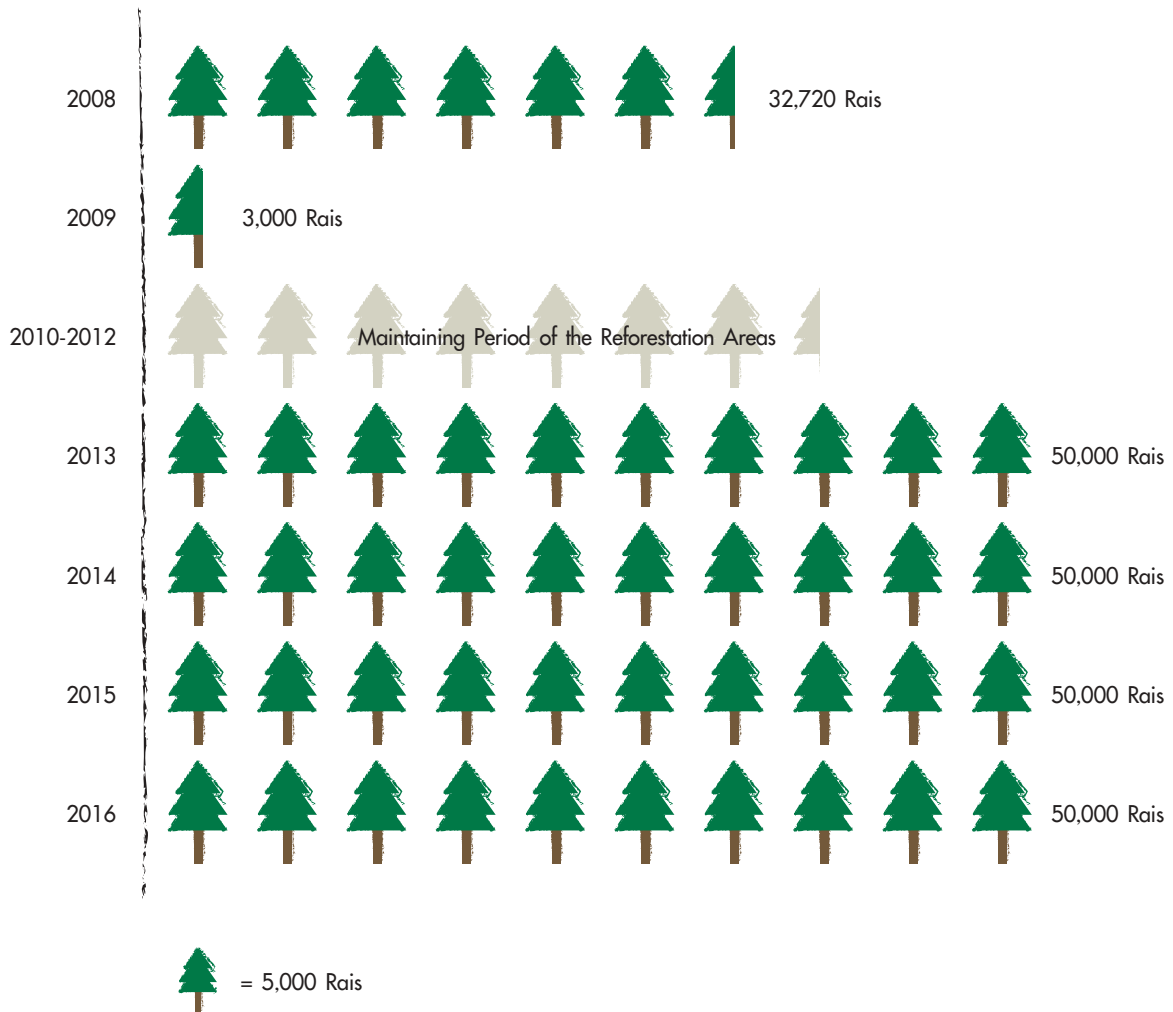 2008
32,720 Rais
2009
3,000 Rais
2010-2012
Maintaining Period of the Reforestation Areas
2013
50,000 Rais
2014
50,000 Rais
2015
50,000 Rais
2016
50,000 Rais
= 5,000 Rais